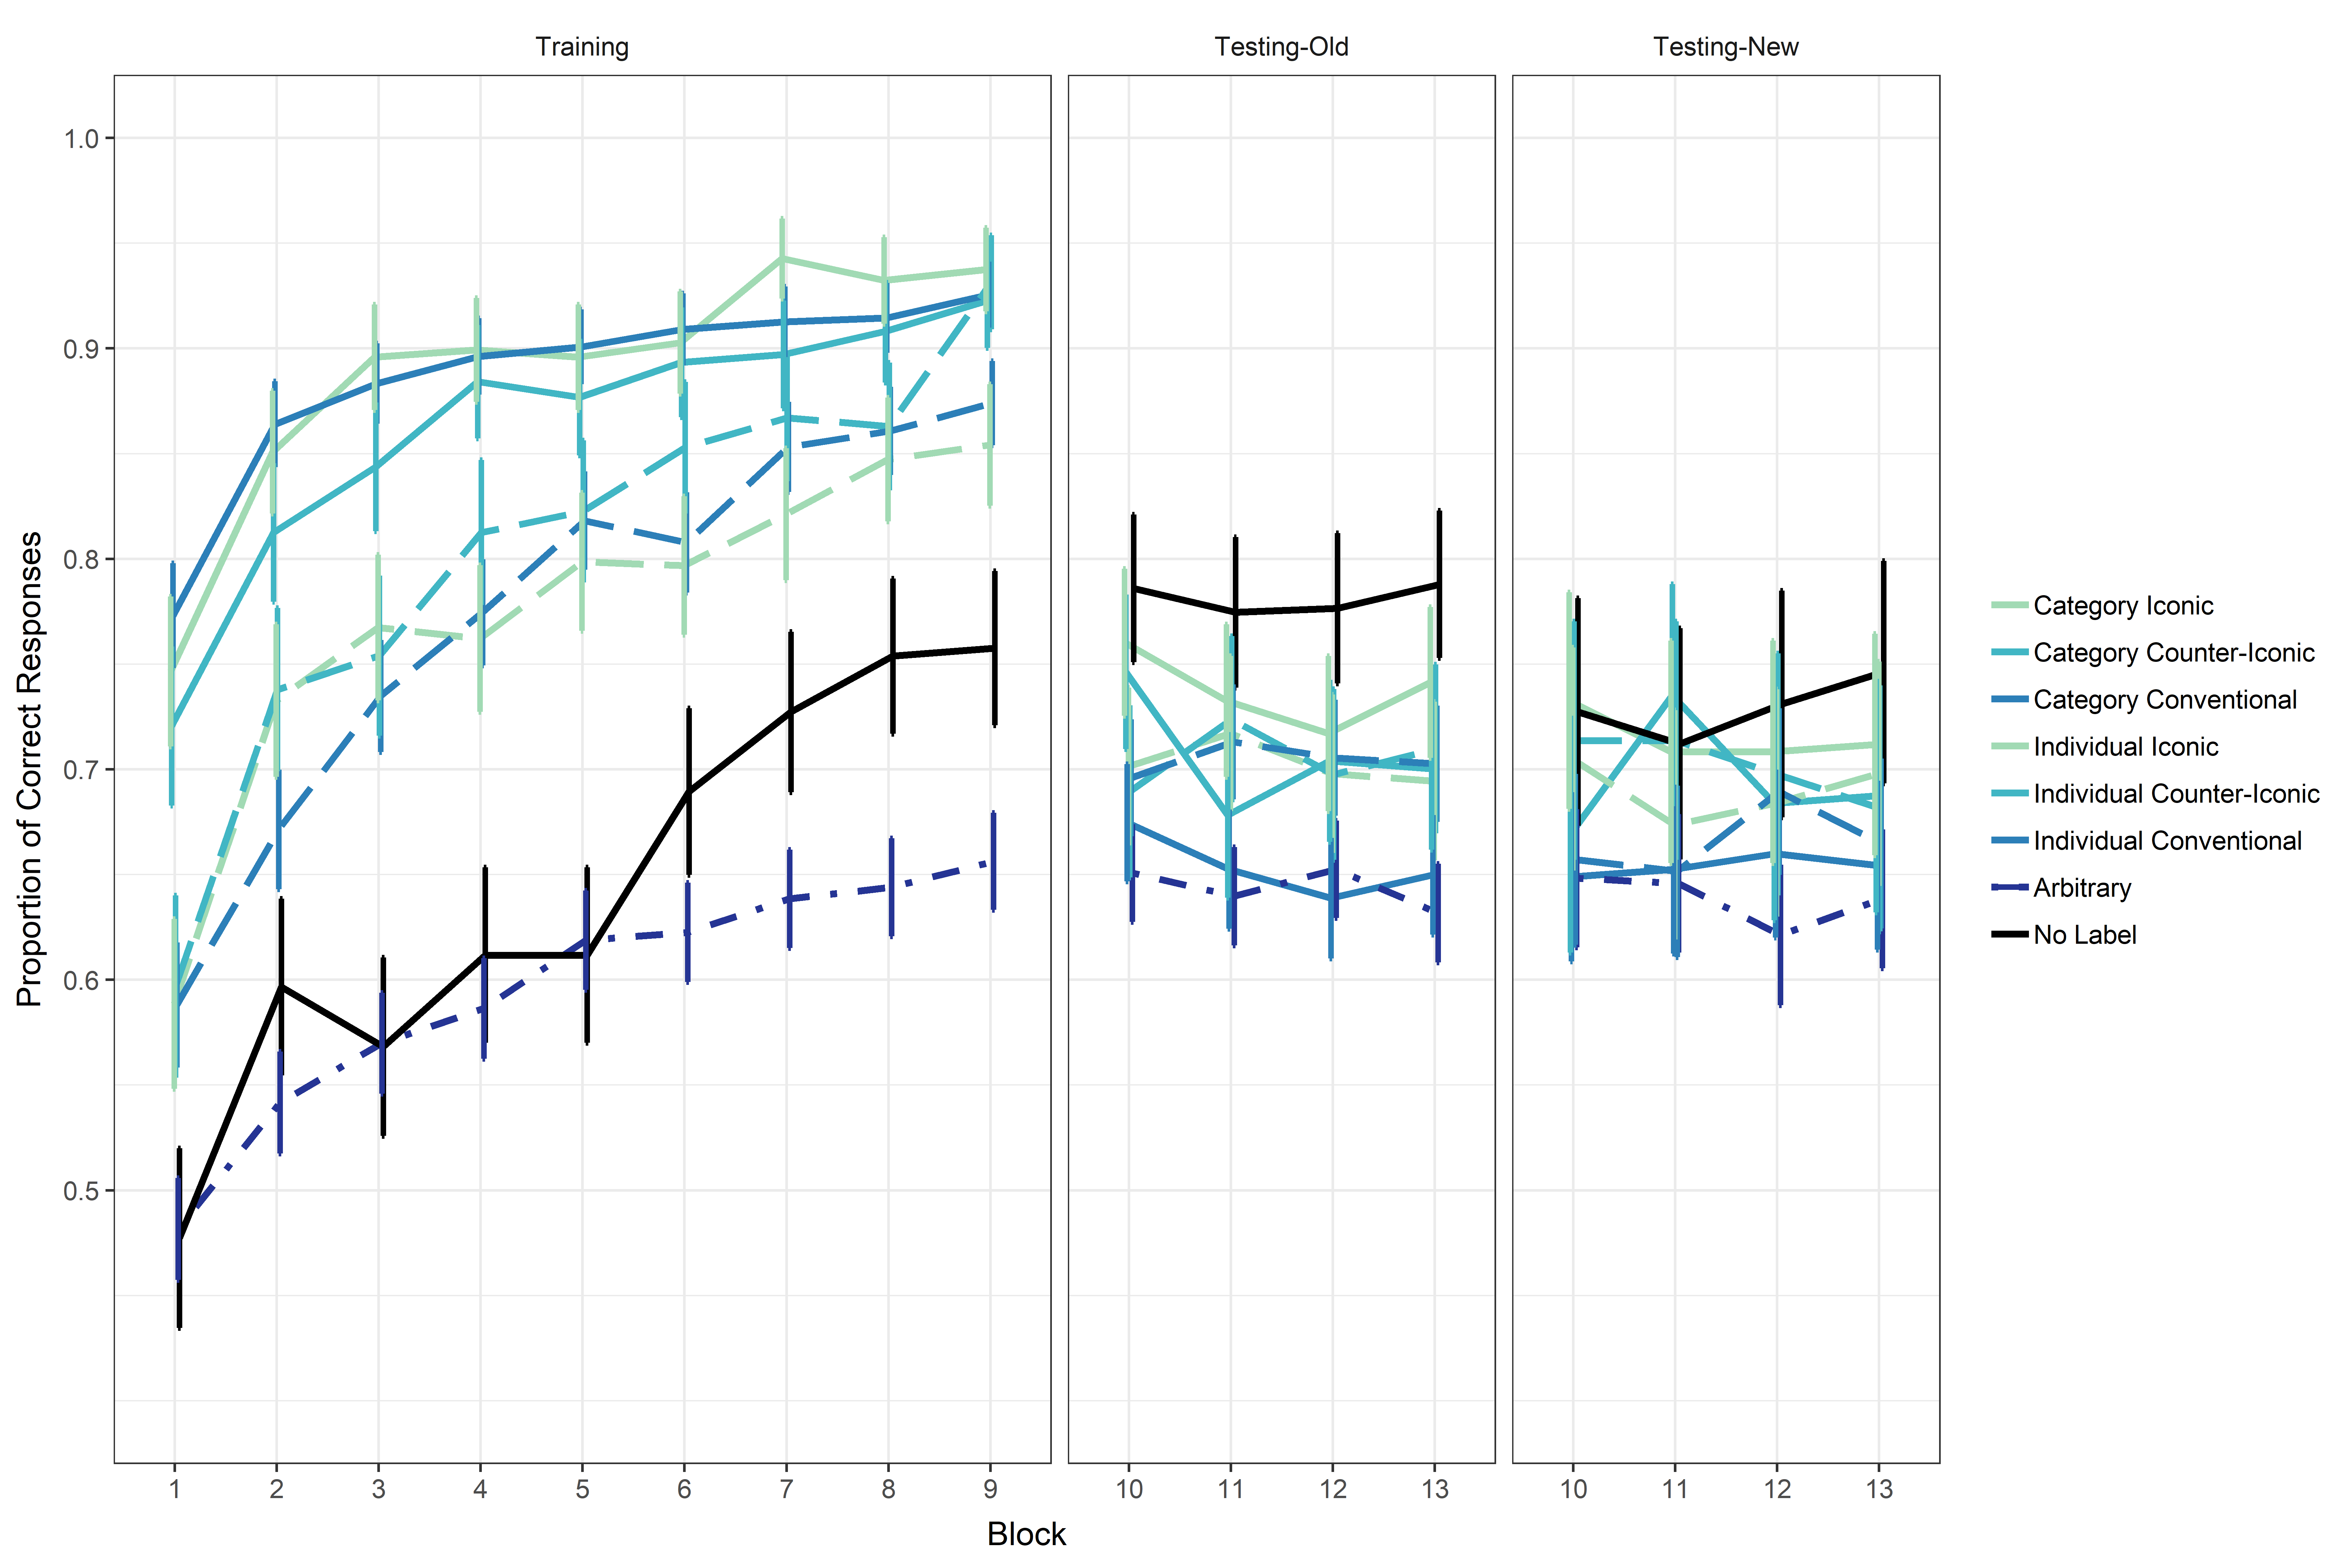 Training Testing-Old Testing-New
1.0
0.9
0.8
0.7
0.6
0.5
Proportion of Correct Responses
1 2 3 4 5 6 7 8 9 10 11 12 13 10 11 12 13
Block
Category Iconic
Category Counter-Iconic
Category Conventional
Individual Iconic
Individual Counter-Iconic
Individual Conventional
Arbitrary
No Label